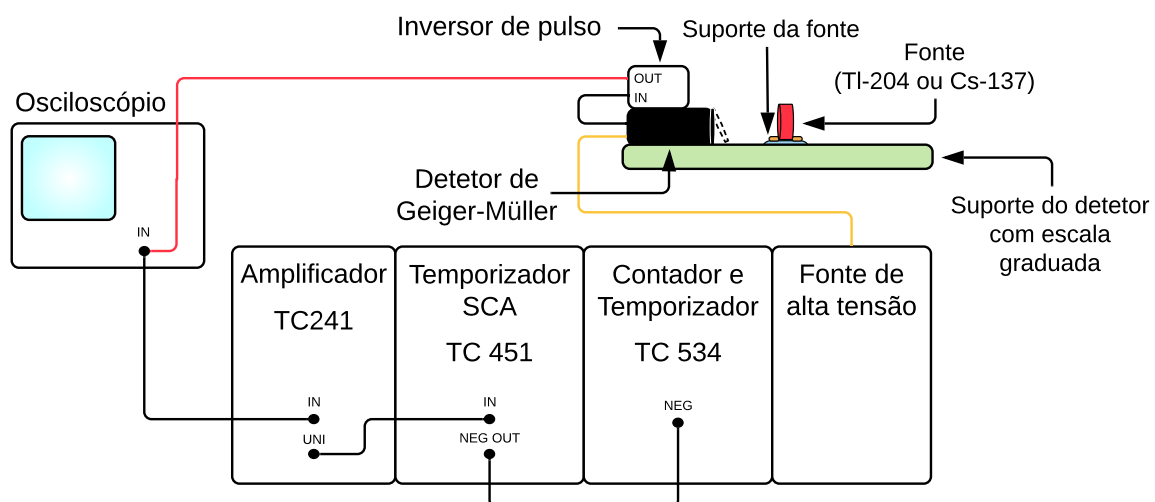 Inversor de pulso
Suporte da fonte
Fonte
(Tl-204 ou Cs-137)
OUT
IN
Osciloscópio
IN
Detetor de
Geiger-Müller
Suporte do detetor
com escala
graduada
Amplificador
TC241
IN
UNI
Temporizador
SCA
TC 451
IN
NEG OUT
Contador e
Temporizador
TC 534
NEG
Fonte de
alta tensão